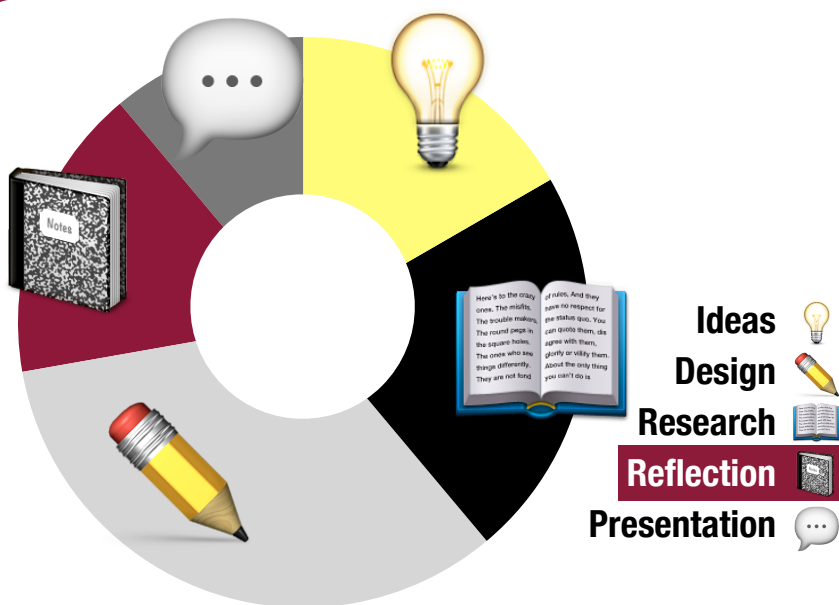 Notes
Here's to the crazy
ones. The misfits.
The trouble makers.
The round pegs in
the square holes.
The ones who see
things differently.
They are not fond
of rules, And they
have no respect for
the status quo. You
can quote them, dis
agree with them,
glorify or vilify them.
About the only thing
you can't do is
Ideas
Design
Research
Reflection
Presentation